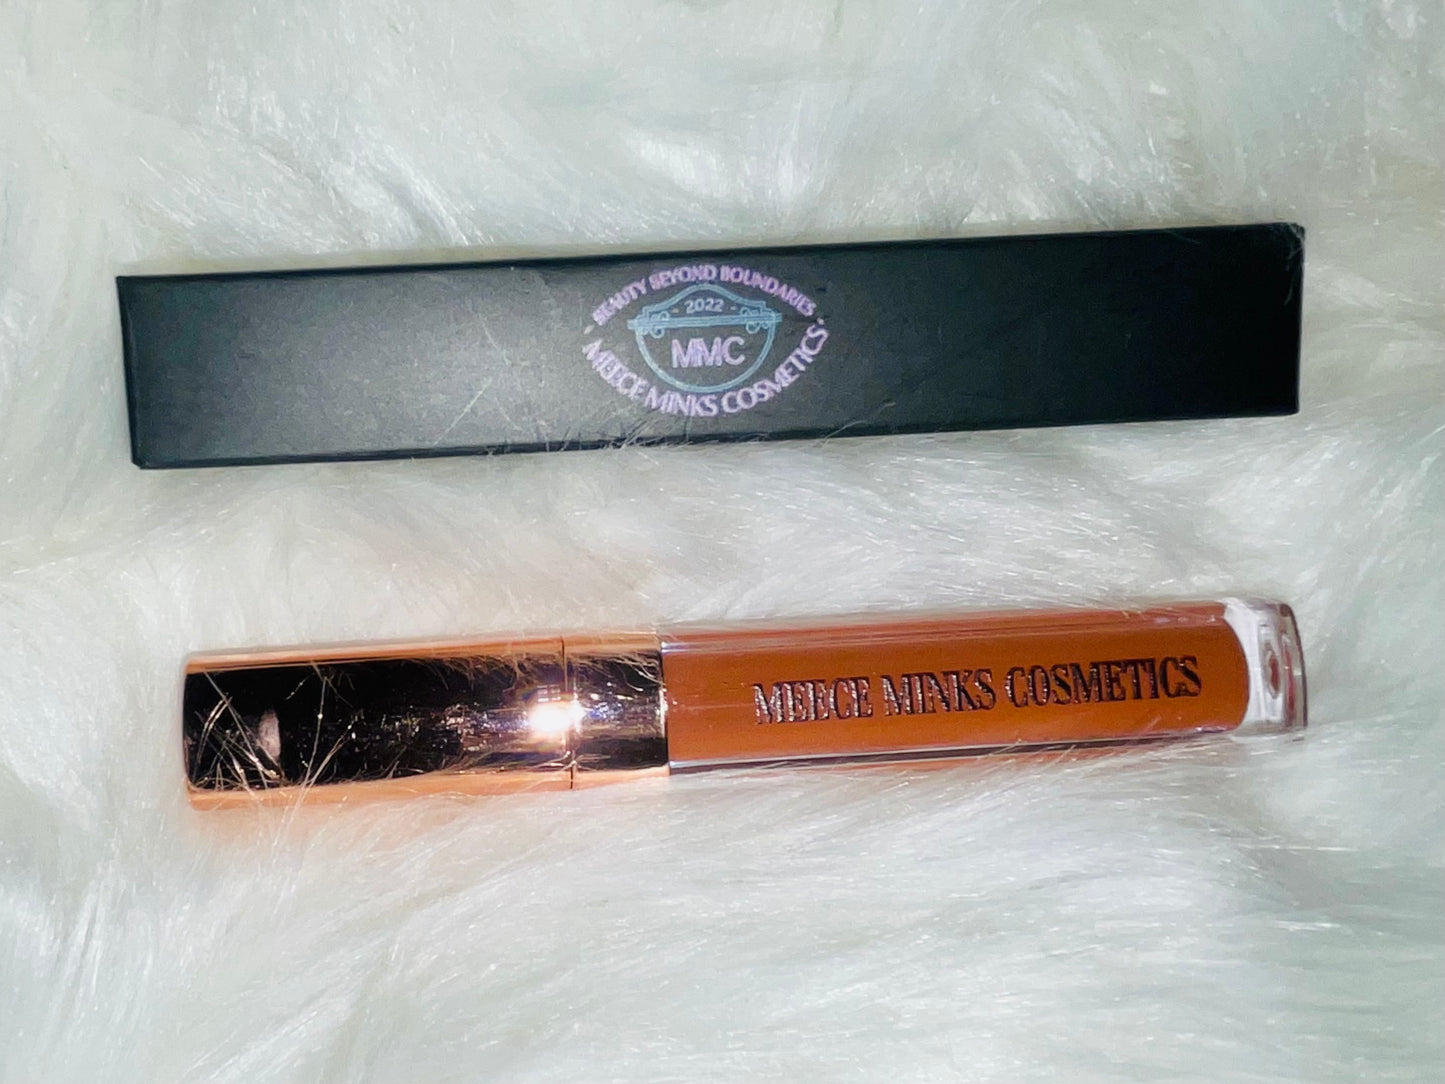 BEAUTY BEYOND BOUNDARIES
- 2022 -
MMC
MEECE MINKS COSMETICS
MEECE MINKS COSMETICS